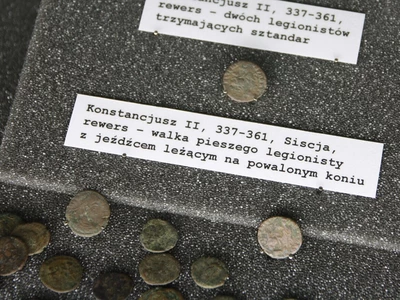 Konstancjusz II, 337-361,
rewers – dwóch legionistów
trzymających sztandar
Konstancjusz II, 337-361, Siscja,
rewers – walka pieszego legionisty
z jeźdźcem leżącym na powalonym koniu